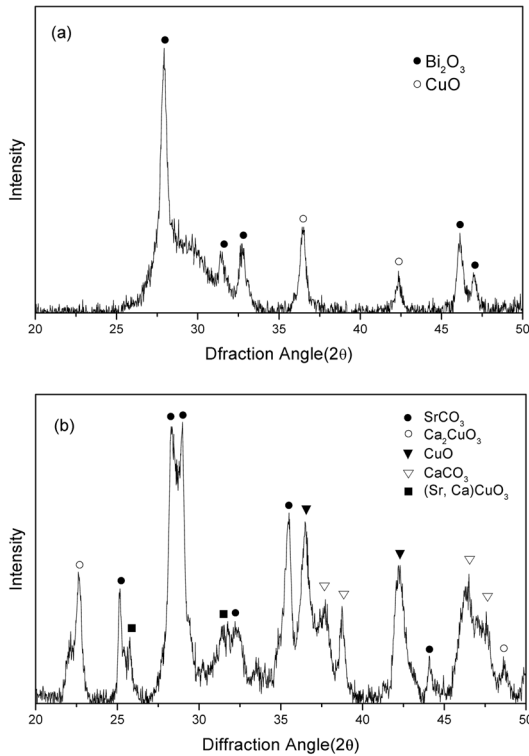 (a)
● Bi₂O₃
○ CuO
Intensity
20 25 30 35 40 45 50
Dfraction Angle(2θ)
(b)
● SrCO₃
○ Ca₂CuO₃
▼ CuO
▽ CaCO₃
■ (Sr, Ca)CuO₃
Intensity
20 25 30 35 40 45 50
Diffraction Angle(2θ)